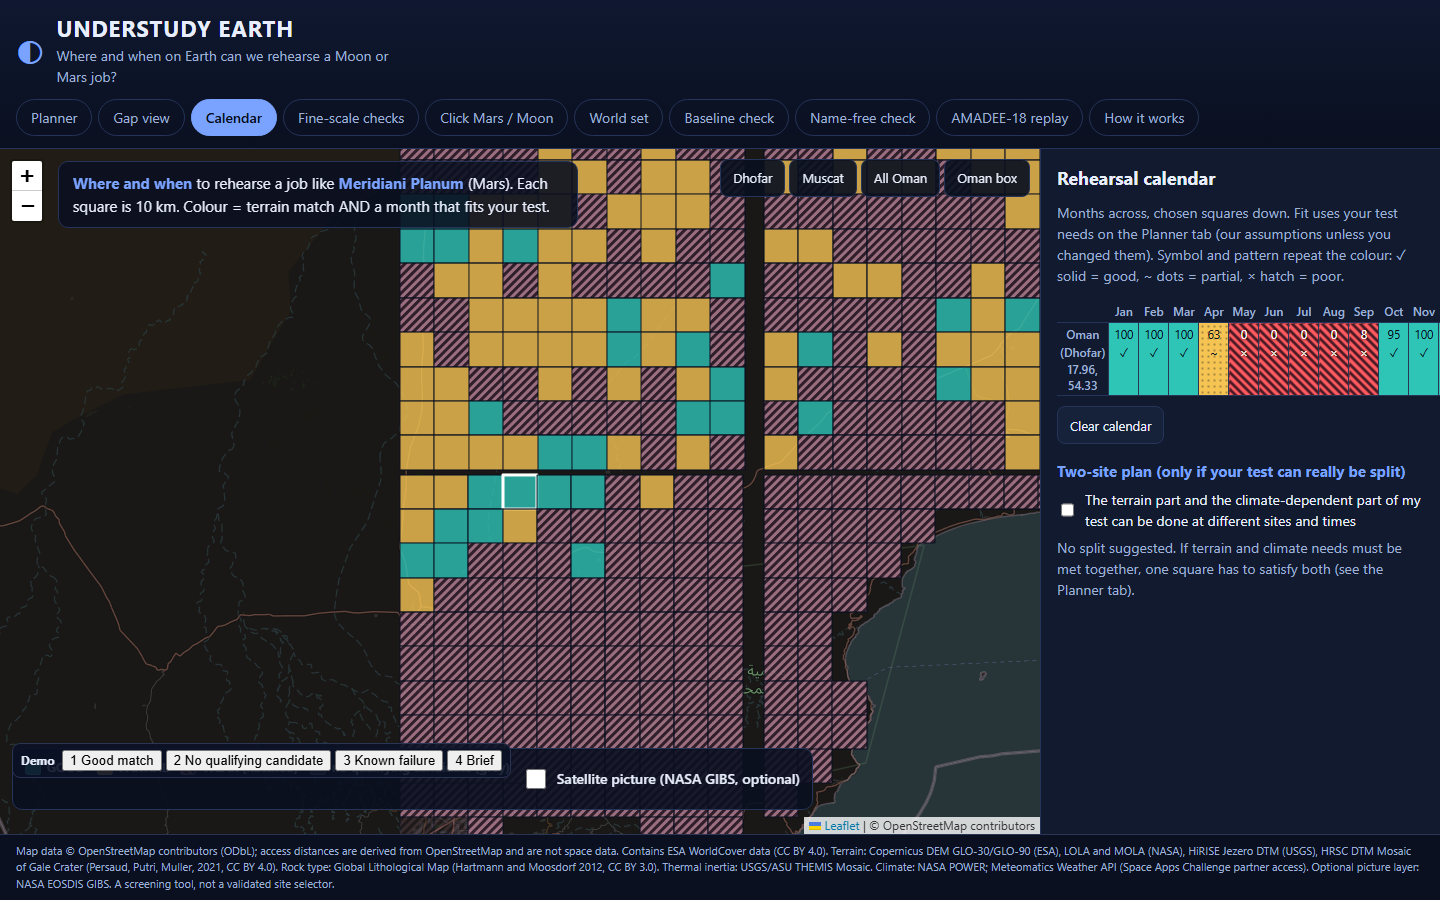 UNDERSTUDY EARTH
Where and when on Earth can we rehearse a Moon or
Mars job?
Planner
Gap view
Calendar
Fine-scale checks
Click Mars / Moon
World set
Baseline check
Name-free check
AMADEE-18 replay
How it works
+
−
Where and when to rehearse a job like Meridiani Planum (Mars). Each
square is 10 km. Colour = terrain match AND a month that fits your test.
Dhofar
Muscat
All Oman
Oman box
Demo
1 Good match
2 No qualifying candidate
3 Known failure
4 Brief
Satellite picture (NASA GIBS, optional)
Leaflet | © OpenStreetMap contributors
Rehearsal calendar
Months across, chosen squares down. Fit uses your test
needs on the Planner tab (our assumptions unless you
changed them). Symbol and pattern repeat the colour: ✓
solid = good, ~ dots = partial, × hatch = poor.
Jan Feb Mar Apr May Jun Jul Aug Sep Oct Nov
Oman
(Dhofar)
17.96,
54.33
100 100 100 63 0 0 0 0 8 95 100
✓ ✓ ✓ ~ × × × × × ✓ ✓
Clear calendar
Two-site plan (only if your test can really be split)
The terrain part and the climate-dependent part of my
test can be done at different sites and times
No split suggested. If terrain and climate needs must be
met together, one square has to satisfy both (see the
Planner tab).
Map data © OpenStreetMap contributors (ODbL); access distances are derived from OpenStreetMap and are not space data. Contains ESA WorldCover data (CC BY 4.0). Terrain: Copernicus DEM GLO-30/GLO-90 (ESA), LOLA and MOLA (NASA), HiRISE Jezero DTM (USGS), HRSC DTM Mosaic
of Gale Crater (Persaud, Putri, Muller, 2021, CC BY 4.0). Rock type: Global Lithological Map (Hartmann and Moosdorf 2012, CC BY 3.0). Thermal inertia: USGS/ASU THEMIS Mosaic. Climate: NASA POWER; Meteomatics Weather API (Space Apps Challenge partner access). Optional picture layer:
NASA EOSDIS GIBS. A screening tool, not a validated site selector.